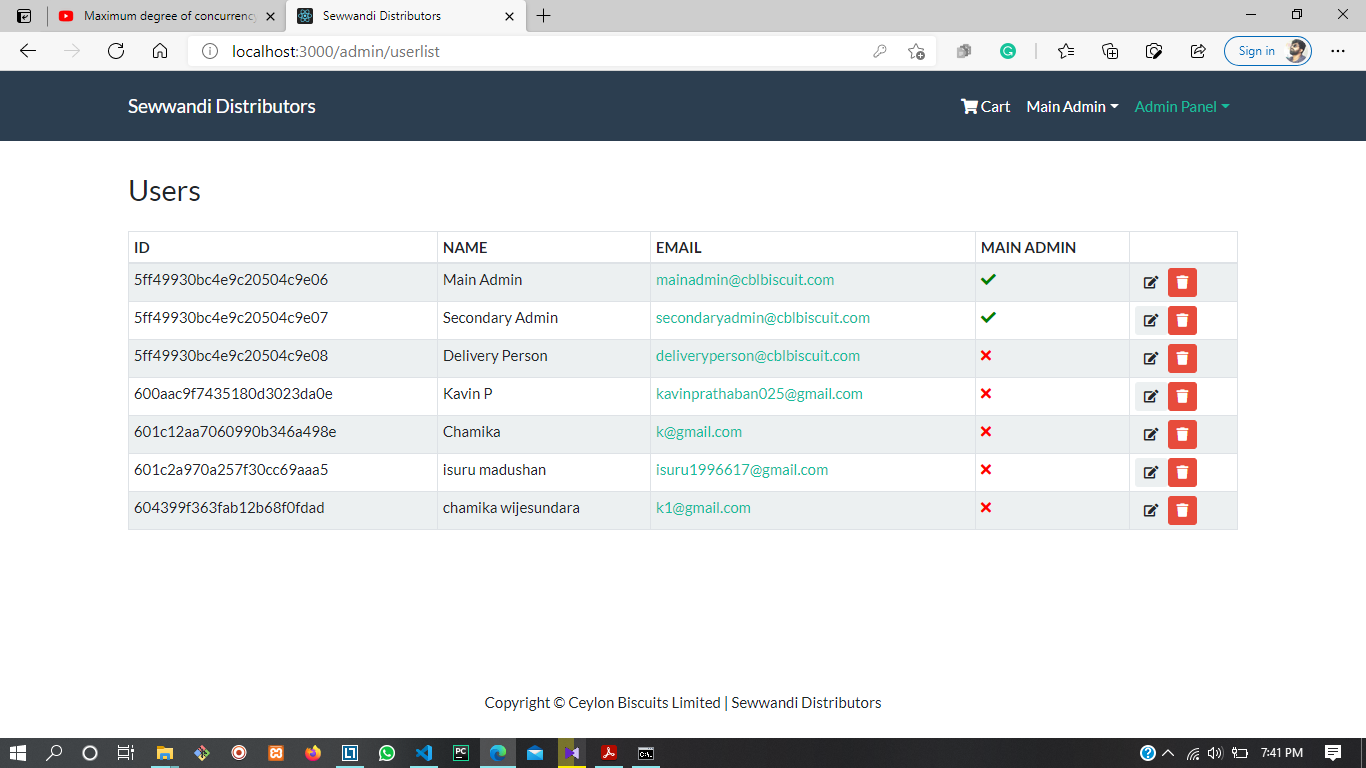 Maximum degree of concurrency
Sewwandi Distributors
localhost:3000/admin/userlist
Sign in
Sewwandi Distributors Cart Main Admin Admin Panel
Users
ID NAME EMAIL MAIN ADMIN
5ff49930bc4e9c20504c9e06 Main Admin mainadmin@cblbiscuit.com
5ff49930bc4e9c20504c9e07 Secondary Admin secondaryadmin@cblbiscuit.com
5ff49930bc4e9c20504c9e08 Delivery Person deliveryperson@cblbiscuit.com
600aac9f7435180d3023da0e Kavin P kavinprathaban025@gmail.com
601c12aa7060990b346a498e Chamika k@gmail.com
601c2a970a257f30cc69aaa5 isuru madushan isuru1996617@gmail.com
604399f363fab12b68f0fdad chamika wijesundara k1@gmail.com
Copyright © Ceylon Biscuits Limited | Sewwandi Distributors
PC
7:41 PM